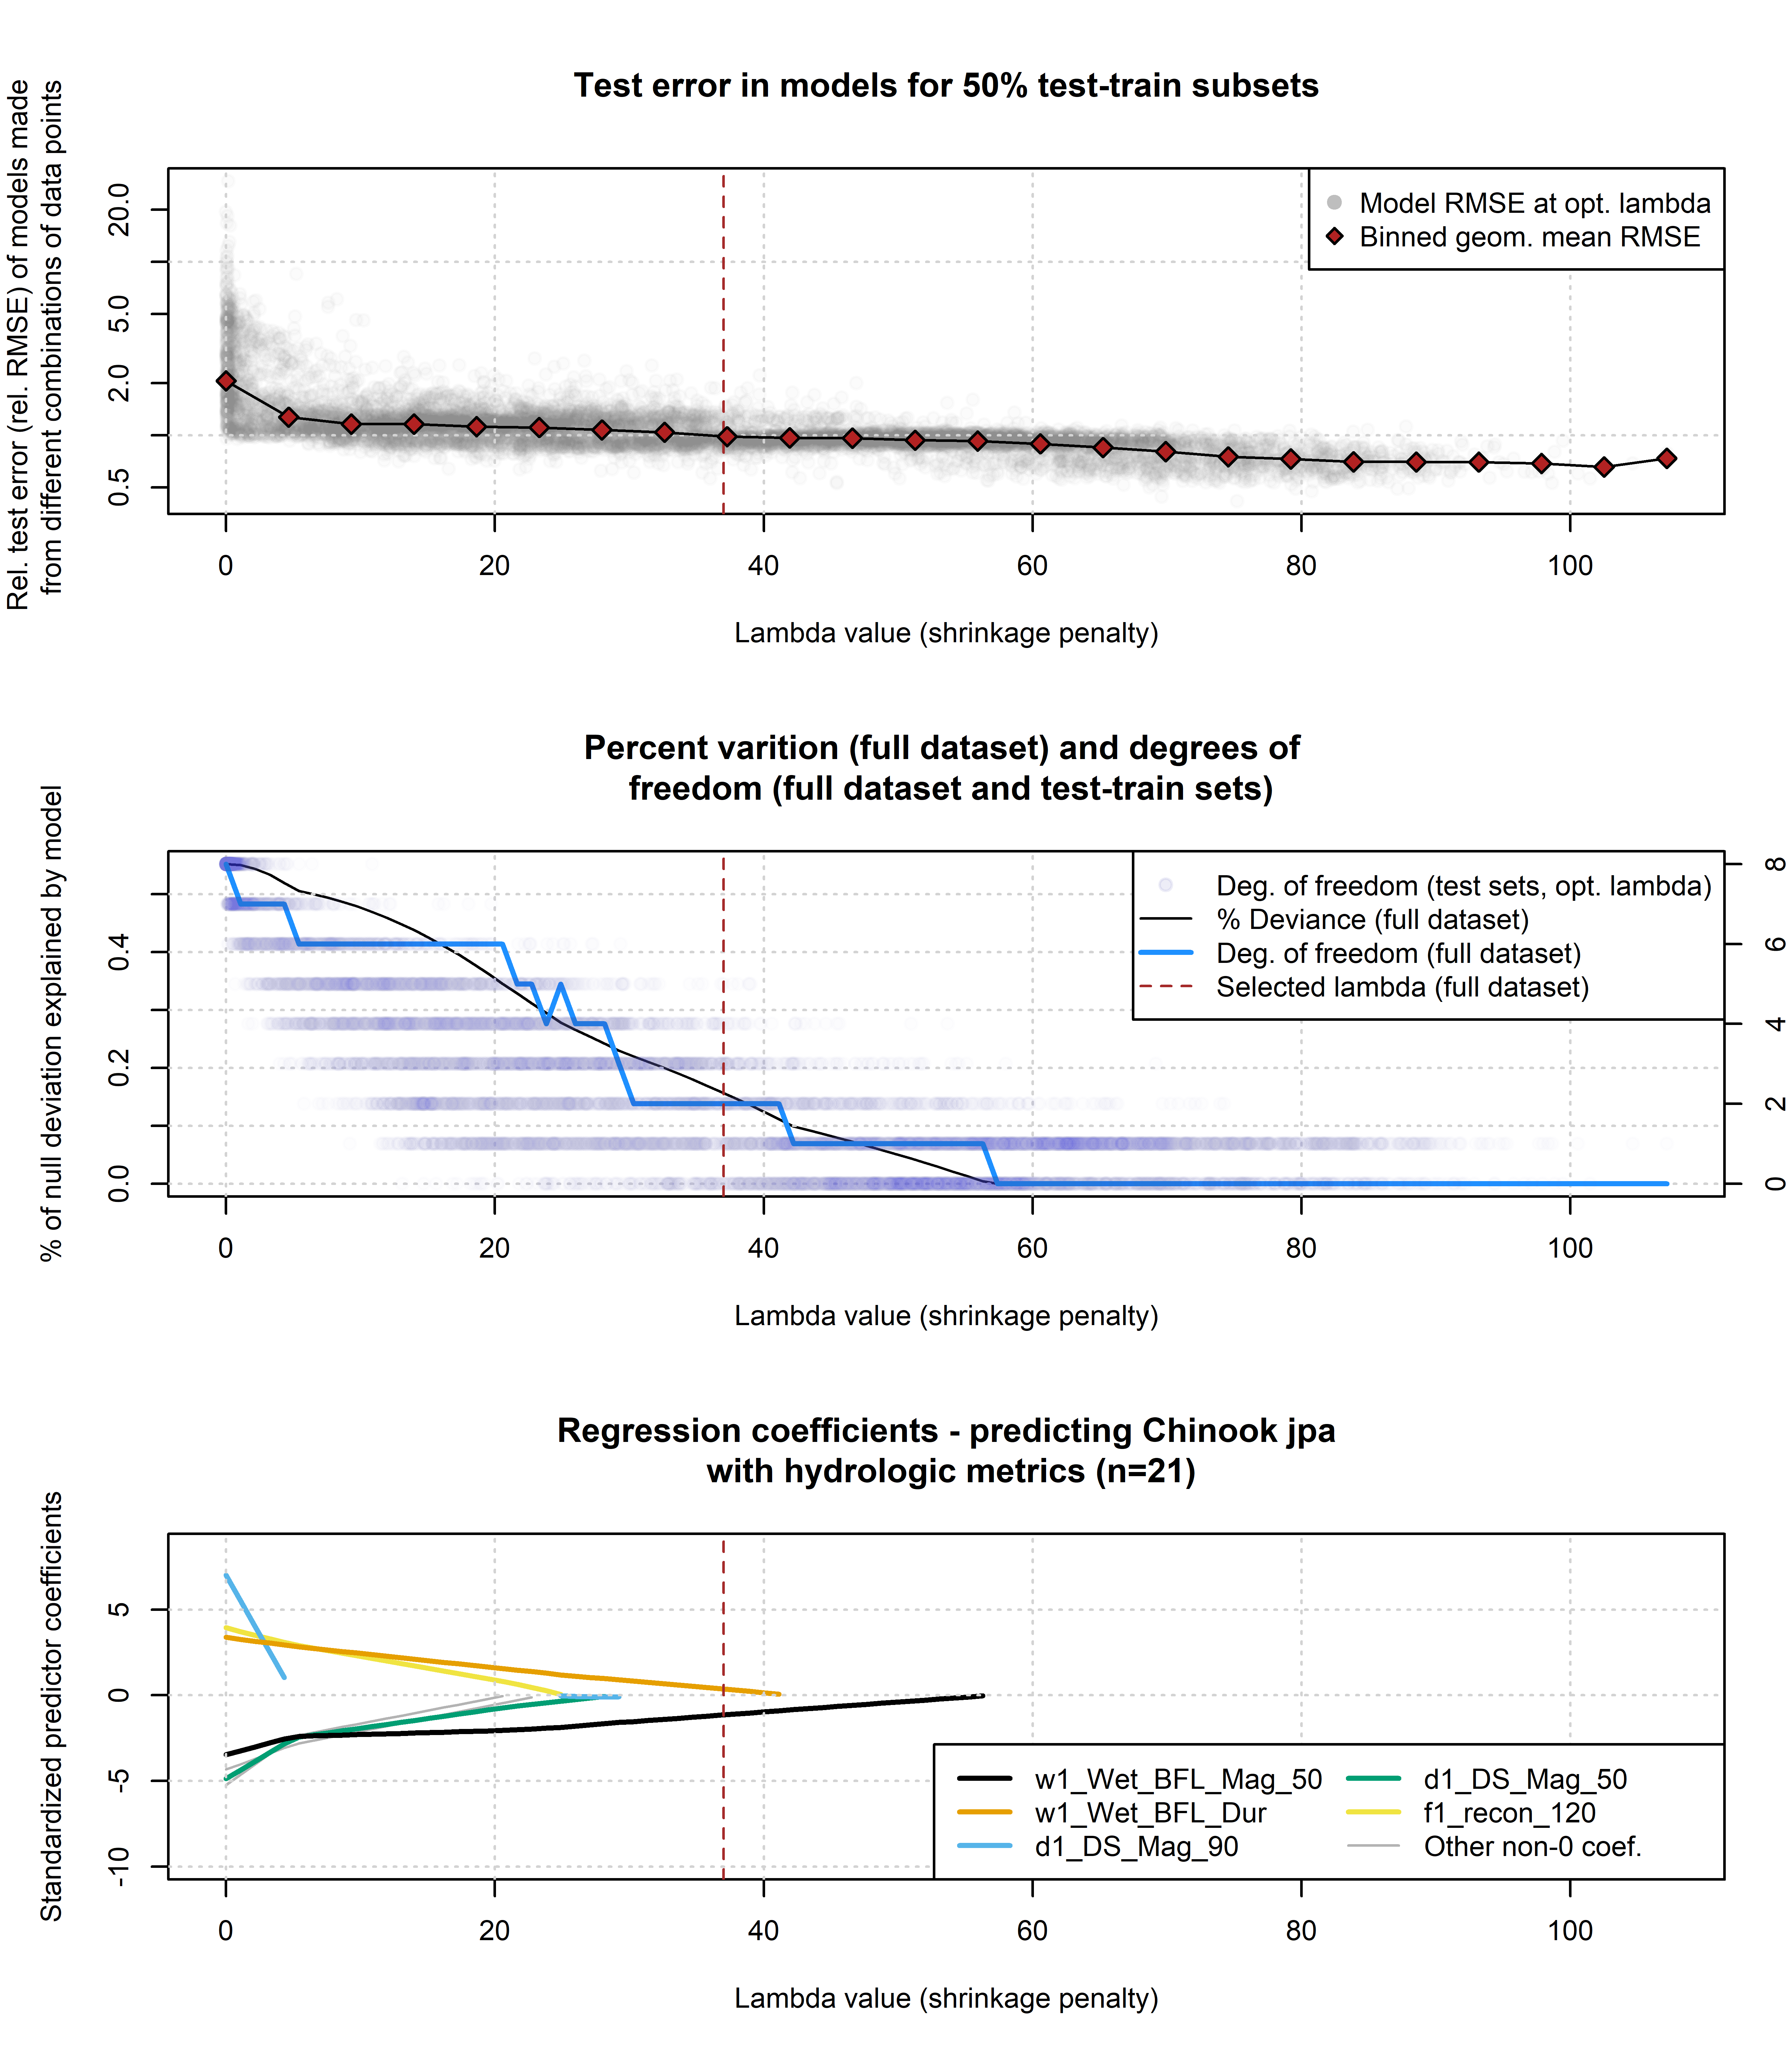 Test error in models for 50% test-train subsets
Rel. test error (rel. RMSE) of models made
from different combinations of data points
20.0
5.0
2.0
0.5
Model RMSE at opt. lambda
Binned geom. mean RMSE
0 20 40 60 80 100
Lambda value (shrinkage penalty)
Percent varition (full dataset) and degrees of
freedom (full dataset and test-train sets)
% of null deviation explained by model
0.4
0.2
0.0
8
6
4
2
0
Deg. of freedom (test sets, opt. lambda)
% Deviance (full dataset)
Deg. of freedom (full dataset)
Selected lambda (full dataset)
0 20 40 60 80 100
Lambda value (shrinkage penalty)
Regression coefficients - predicting Chinook jpa
with hydrologic metrics (n=21)
Standardized predictor coefficients
5
0
-5
-10
w1_Wet_BFL_Mag_50
w1_Wet_BFL_Dur
d1_DS_Mag_90
d1_DS_Mag_50
f1_recon_120
Other non-0 coef.
0 20 40 60 80 100
Lambda value (shrinkage penalty)